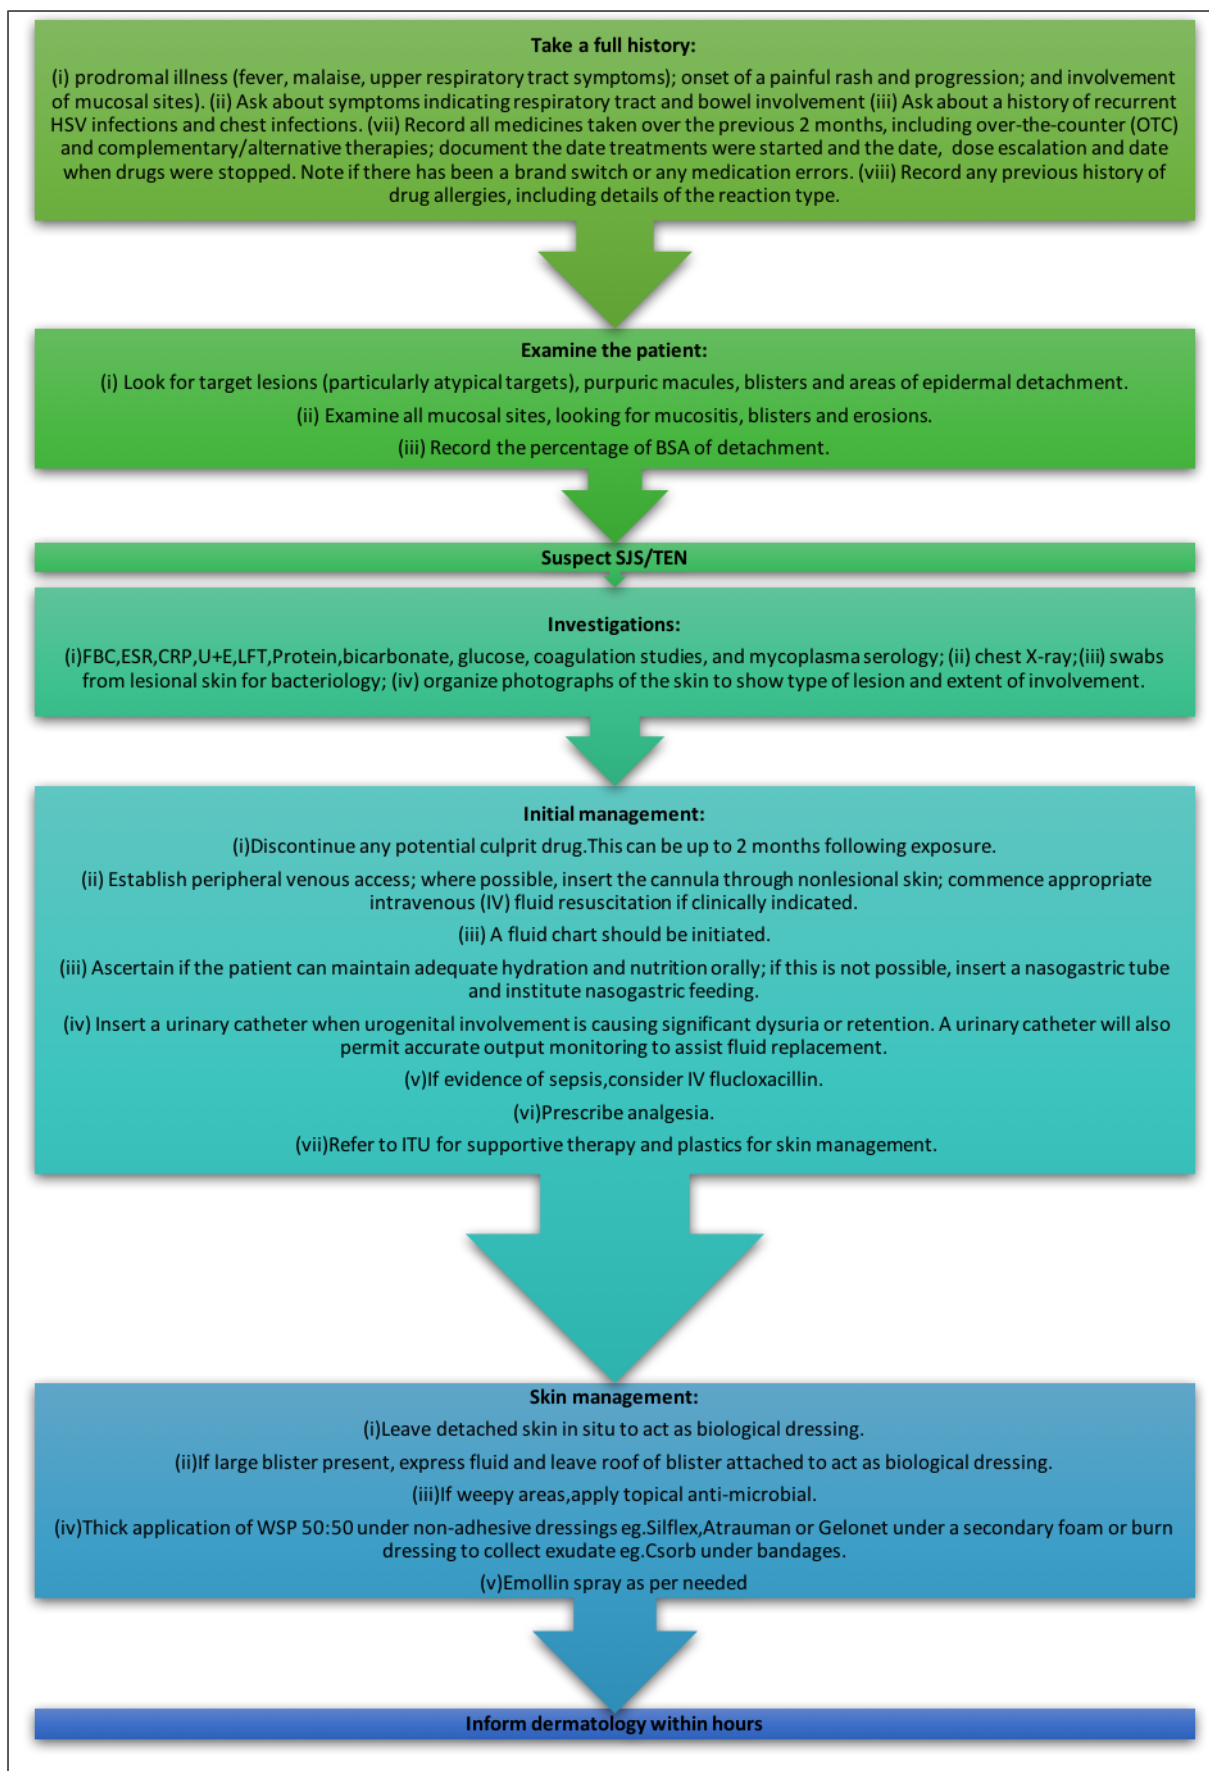 Take a full history:
(i) prodromal illness (fever, malaise, upper respiratory tract symptoms); onset of a painful rash and progression; and involvement
of mucosal sites). (ii) Ask about symptoms indicating respiratory tract and bowel involvement (iii) Ask about a history of recurrent
HSV infections and chest infections. (vii) Record all medicines taken over the previous 2 months, including over-the-counter (OTC)
and complementary/alternative therapies; document the date treatments were started and the date, dose escalation and date
when drugs were stopped. Note if there has been a brand switch or any medication errors. (viii) Record any previous history of
drug allergies, including details of the reaction type.
Examine the patient:
(i) Look for target lesions (particularly atypical targets), purpuric macules, blisters and areas of epidermal detachment.
(ii) Examine all mucosal sites, looking for mucositis, blisters and erosions.
(iii) Record the percentage of BSA of detachment.
Suspect SJS/TEN
Investigations:
(i)FBC,ESR,CRP,U+E,LFT,Protein,bicarbonate, glucose, coagulation studies, and mycoplasma serology; (ii) chest X-ray;(iii) swabs
from lesional skin for bacteriology; (iv) organize photographs of the skin to show type of lesion and extent of involvement.
Initial management:
(i)Discontinue any potential culprit drug.This can be up to 2 months following exposure.
(ii) Establish peripheral venous access; where possible, insert the cannula through nonlesional skin; commence appropriate
intravenous (IV) fluid resuscitation if clinically indicated.
(iii) A fluid chart should be initiated.
(iii) Ascertain if the patient can maintain adequate hydration and nutrition orally; if this is not possible, insert a nasogastric tube
and institute nasogastric feeding.
(iv) Insert a urinary catheter when urogenital involvement is causing significant dysuria or retention. A urinary catheter will also
permit accurate output monitoring to assist fluid replacement.
(v)If evidence of sepsis,consider IV flucloxacillin.
(vi)Prescribe analgesia.
(vii)Refer to ITU for supportive therapy and plastics for skin management.
Skin management:
(i)Leave detached skin in situ to act as biological dressing.
(ii)If large blister present, express fluid and leave roof of blister attached to act as biological dressing.
(iii)If weepy areas,apply topical anti-microbial.
(iv)Thick application of WSP 50:50 under non-adhesive dressings eg.Silflex,Atrauman or Gelonet under a secondary foam or burn
dressing to collect exudate eg.Csorb under bandages.
(v)Emollin spray as per needed
Inform dermatology within hours